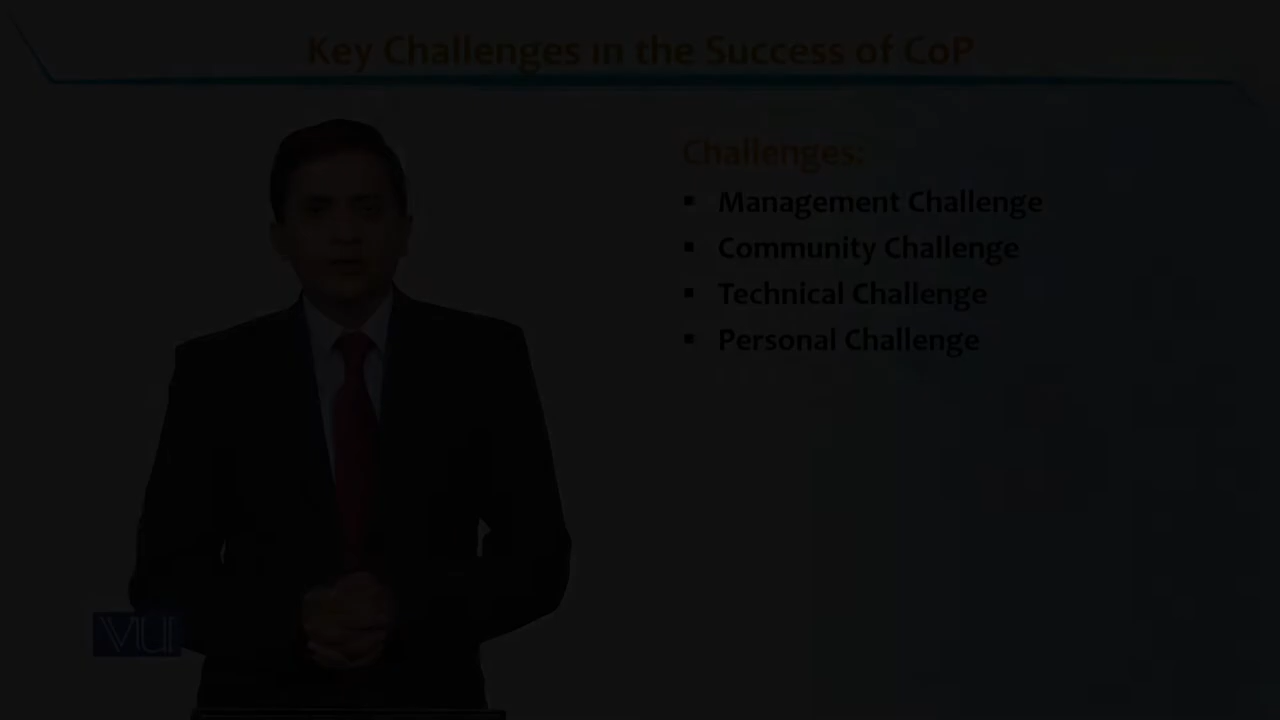 Key Challenges in the Success of CoP
Challenges:
▪ Management Challenge
▪ Community Challenge
▪ Technical Challenge
▪ Personal Challenge
VU